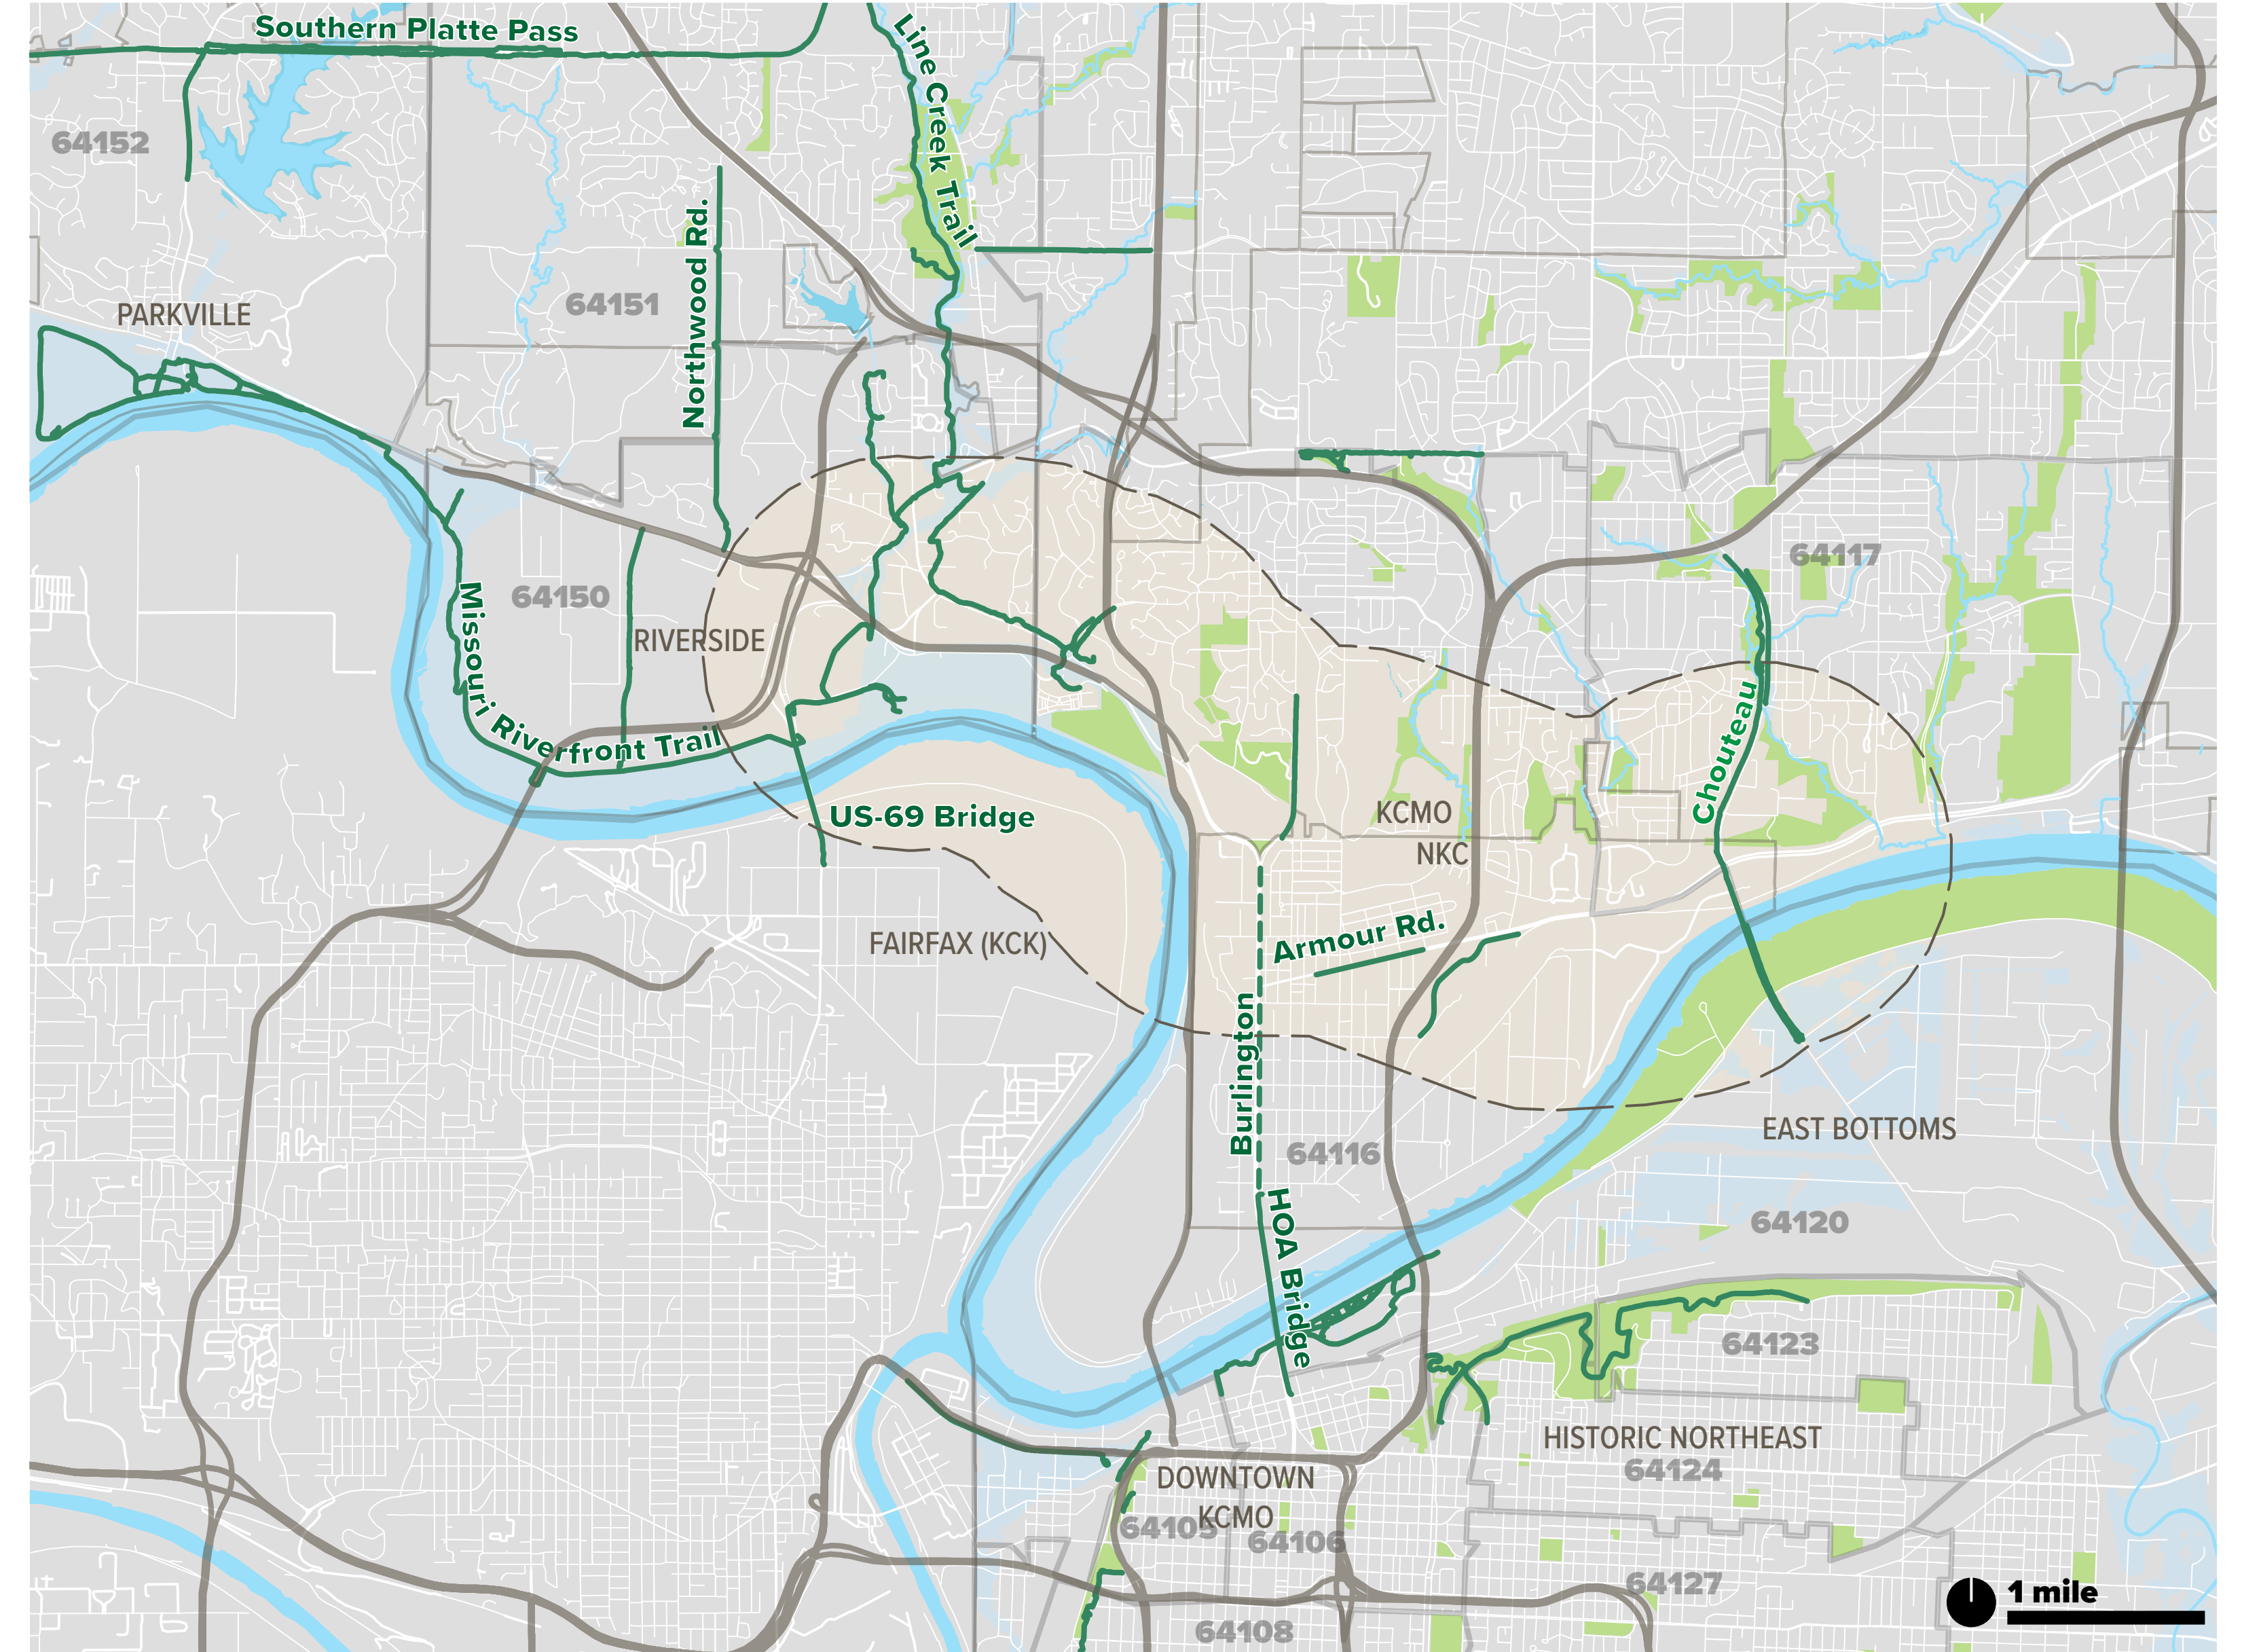 Southern Platte Pass
Line Creek Trail
64152
Northwood Rd.
64151
PARKVILLE
64117
64150
Missouri Riverfront Trail
RIVERSIDE
Chouteau
US-69 Bridge
KCMO
NKC
Armour Rd.
FAIRFAX (KCK)
Burlington
EAST BOTTOMS
64116
HOA Bridge
64120
64123
HISTORIC NORTHEAST
64124
DOWNTOWN
KCMO
64105
64106
64127
1 mile
64108